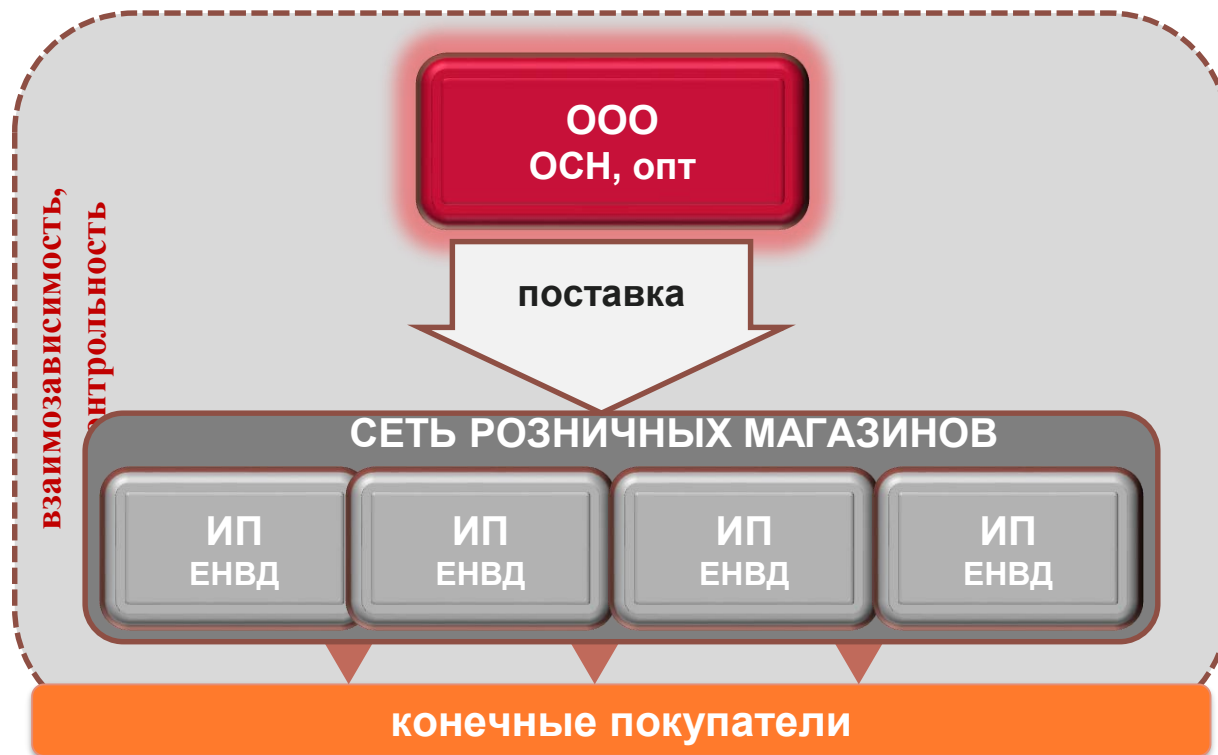 ООО
ОСН, опт
поставка
взаимозависимость,
СЕТЬ РОЗНИЧНЫХ МАГАЗИНОВ
ИП
ЕНВД
ИП
ЕНВД
ИП
ЕНВД
ИП
ЕНВД
конечные покупатели